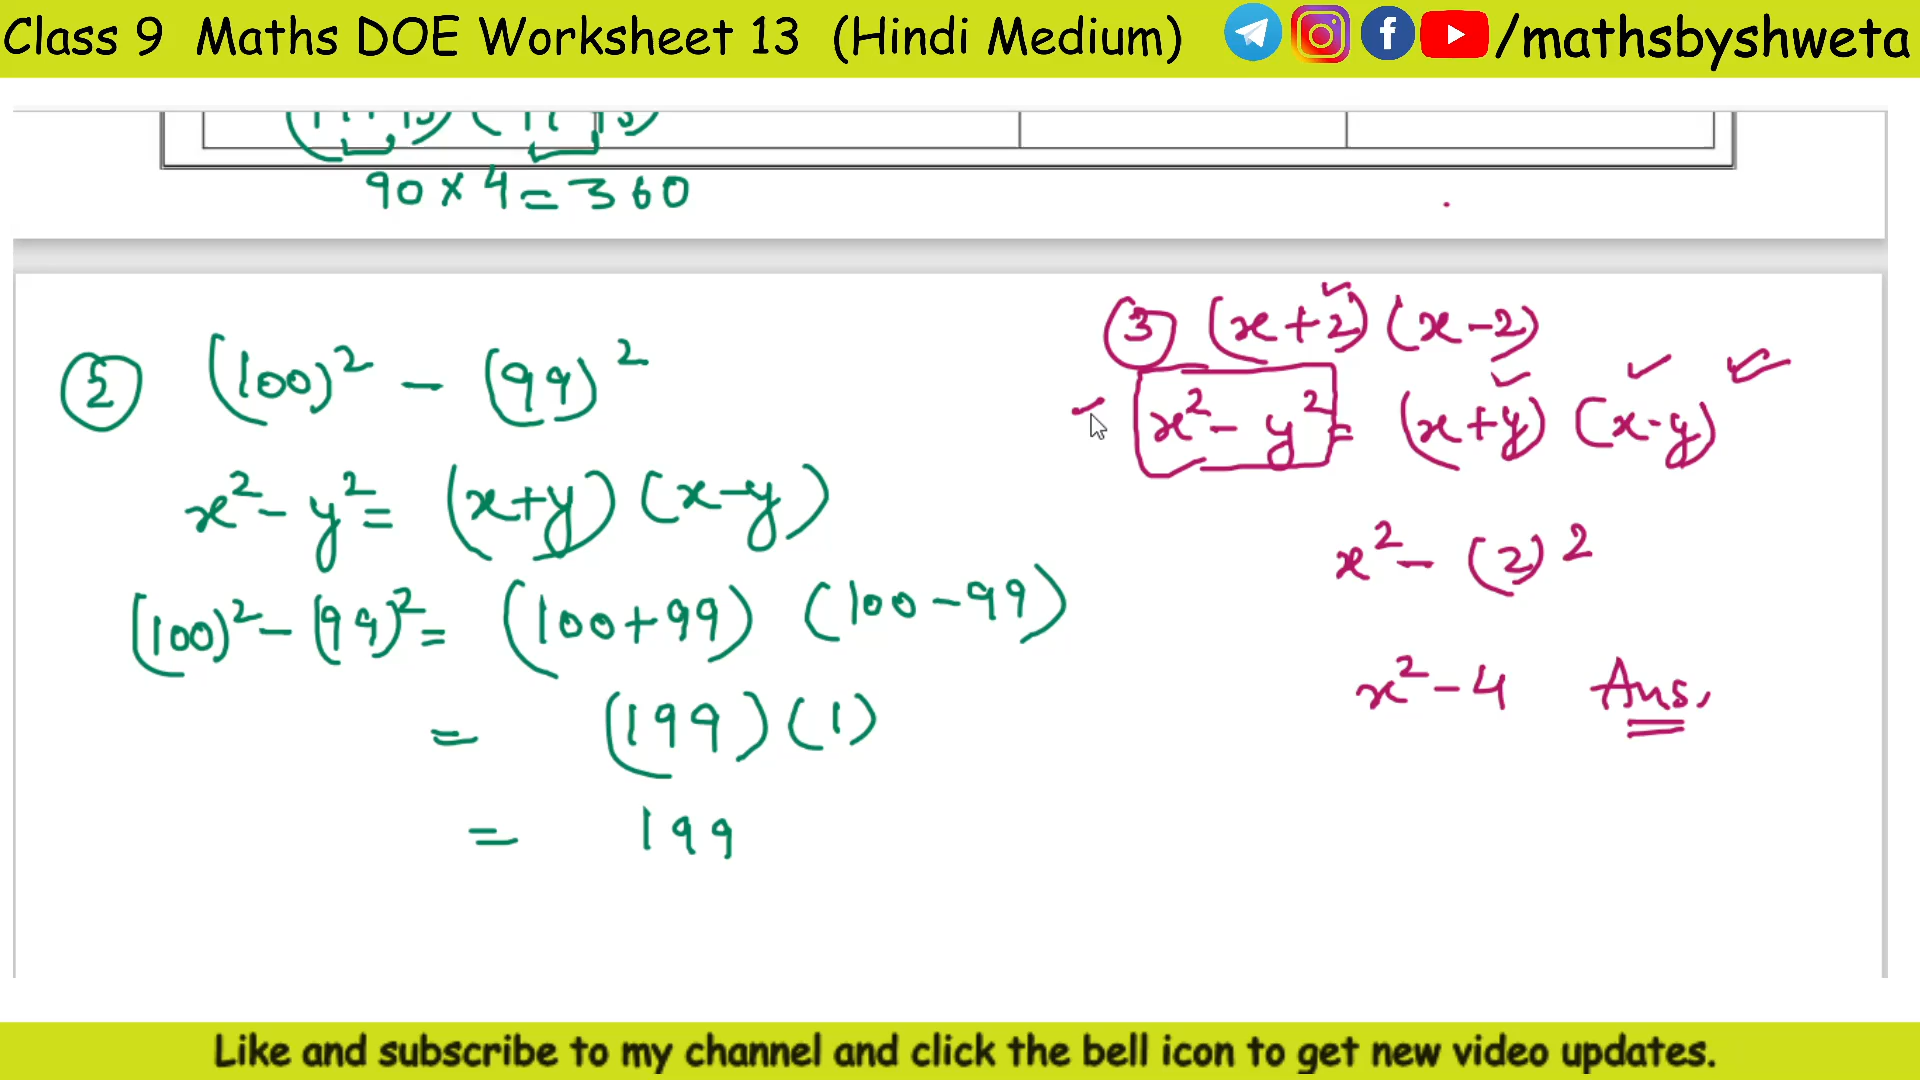 Class 9 Maths DOE Worksheet 13 (Hindi Medium) /mathsbyshweta
90 × 4 = 360
2 (100)² - (99)²
x² - y² = (x+y) (x-y)
(100)² - (99)² = (100+99) (100-99)
= (199) (1)
= 199
3 (x+2) (x-2)
x² - y² = (x+y) (x-y)
x² - (2)²
x² - 4 Ans.
Like and subscribe to my channel and click the bell icon to get new video updates.